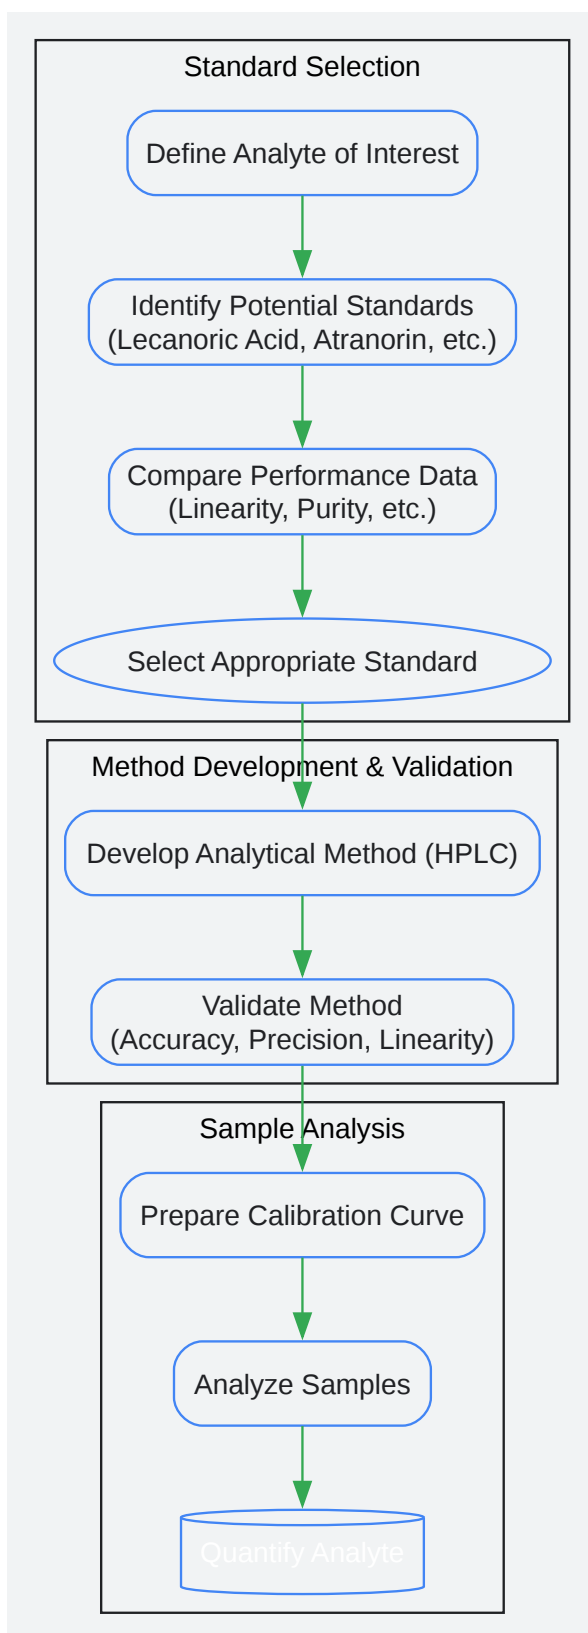 Standard Selection
Define Analyte of Interest
Identify Potential Standards
(Lecanoric Acid, Atranorin, etc.)
Compare Performance Data
(Linearity, Purity, etc.)
Select Appropriate Standard
Method Development & Validation
Develop Analytical Method (HPLC)
Validate Method
(Accuracy, Precision, Linearity)
Sample Analysis
Prepare Calibration Curve
Analyze Samples
Quantify Analyte